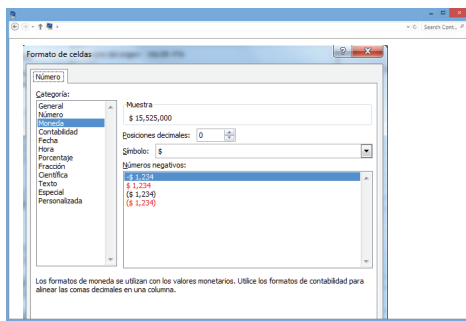 Search Cont...
Formato de celdas
Número
Categoría:
General
Número
Moneda
Contabilidad
Fecha
Hora
Porcentaje
Fracción
Científica
Texto
Especial
Personalizada
Muestra
$ 15,525,000
Posiciones decimales: 0
Símbolo: $
Números negativos:
-$ 1,234
$ 1,234
($ 1,234)
($ 1,234)
Los formatos de moneda se utilizan con los valores monetarios. Utilice los formatos de contabilidad para
alinear las comas decimales en una columna.